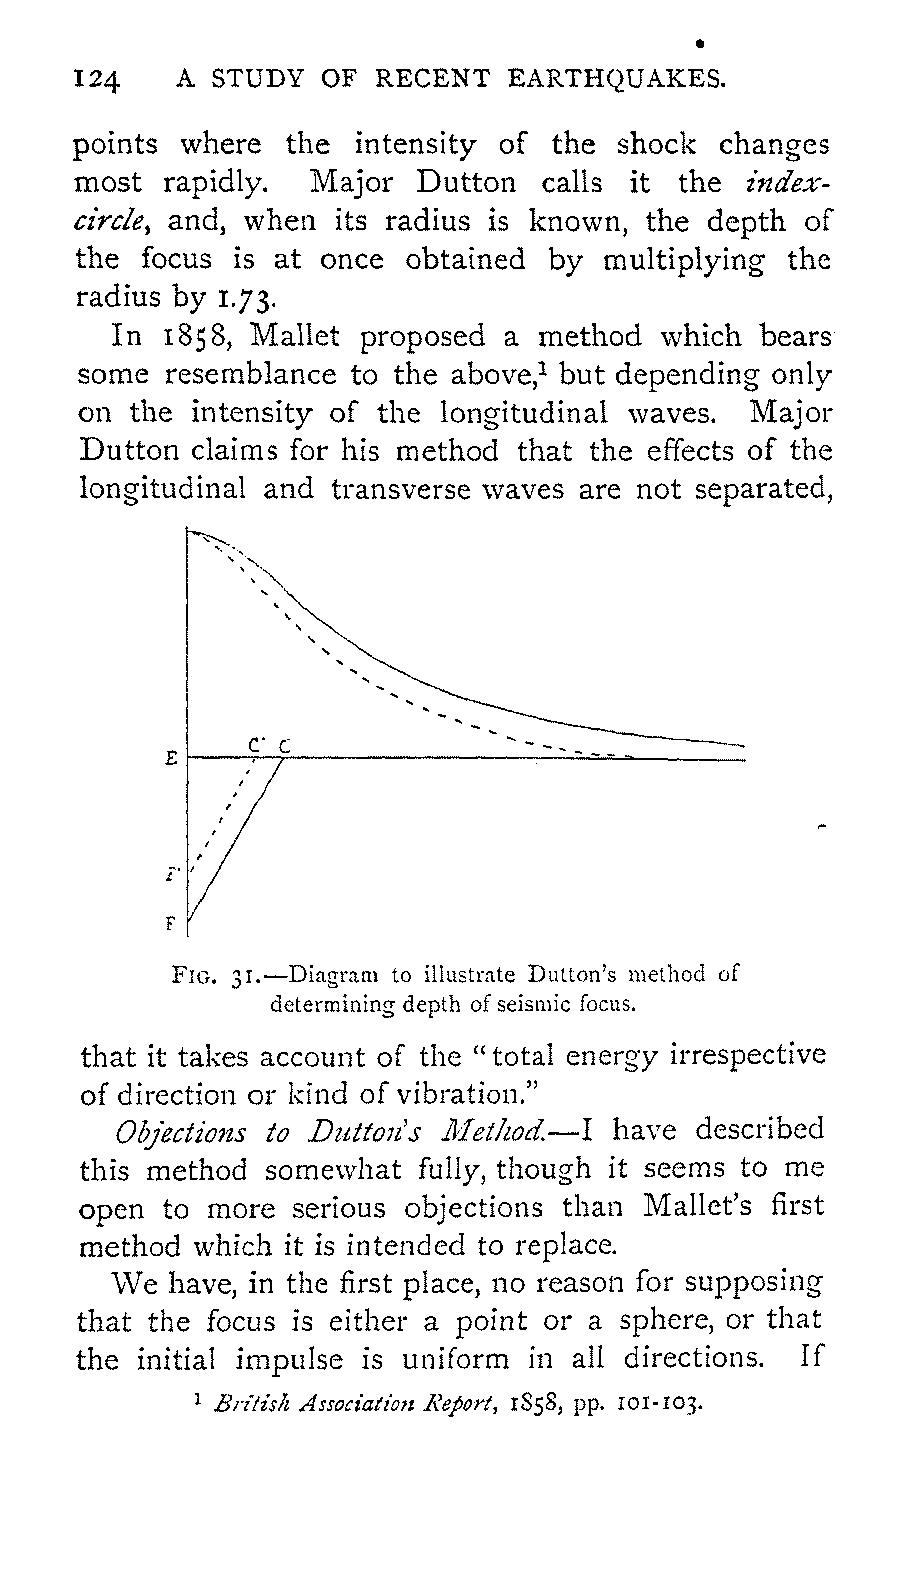 124 A STUDY OF RECENT EARTHQUAKES.
points where the intensity of the shock changes
most rapidly. Major Dutton calls it the index-
circle, and, when its radius is known, the depth of
the focus is at once obtained by multiplying the
radius by 1.73.
In 1858, Mallet proposed a method which bears
some resemblance to the above,¹ but depending only
on the intensity of the longitudinal waves. Major
Dutton claims for his method that the effects of the
longitudinal and transverse waves are not separated,
C' C
E
F'
F
FIG. 31.—Diagram to illustrate Dutton's method of
determining depth of seismic focus.
that it takes account of the “total energy irrespective
of direction or kind of vibration.”
Objections to Dutton's Method.—I have described
this method somewhat fully, though it seems to me
open to more serious objections than Mallet's first
method which it is intended to replace.
We have, in the first place, no reason for supposing
that the focus is either a point or a sphere, or that
the initial impulse is uniform in all directions. If
¹ British Association Report, 1858, pp. 101-103.